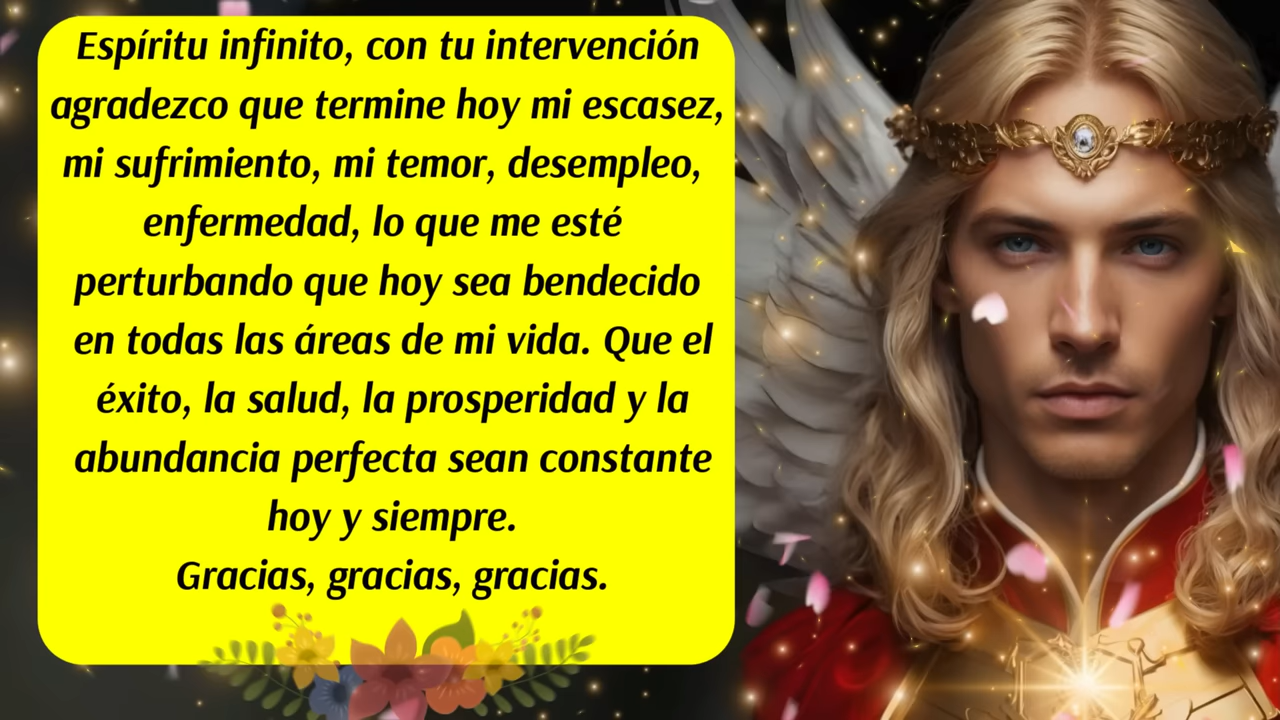 Espíritu infinito, con tu intervención
agradezco que termine hoy mi escasez,
mi sufrimiento, mi temor, desempleo,
enfermedad, lo que me esté
perturbando que hoy sea bendecido
en todas las áreas de mi vida. Que el
éxito, la salud, la prosperidad y la
abundancia perfecta sean constante
hoy y siempre.
Gracias, gracias, gracias.